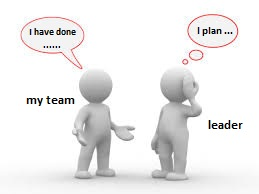 I have done
......
I plan ...
my team
leader